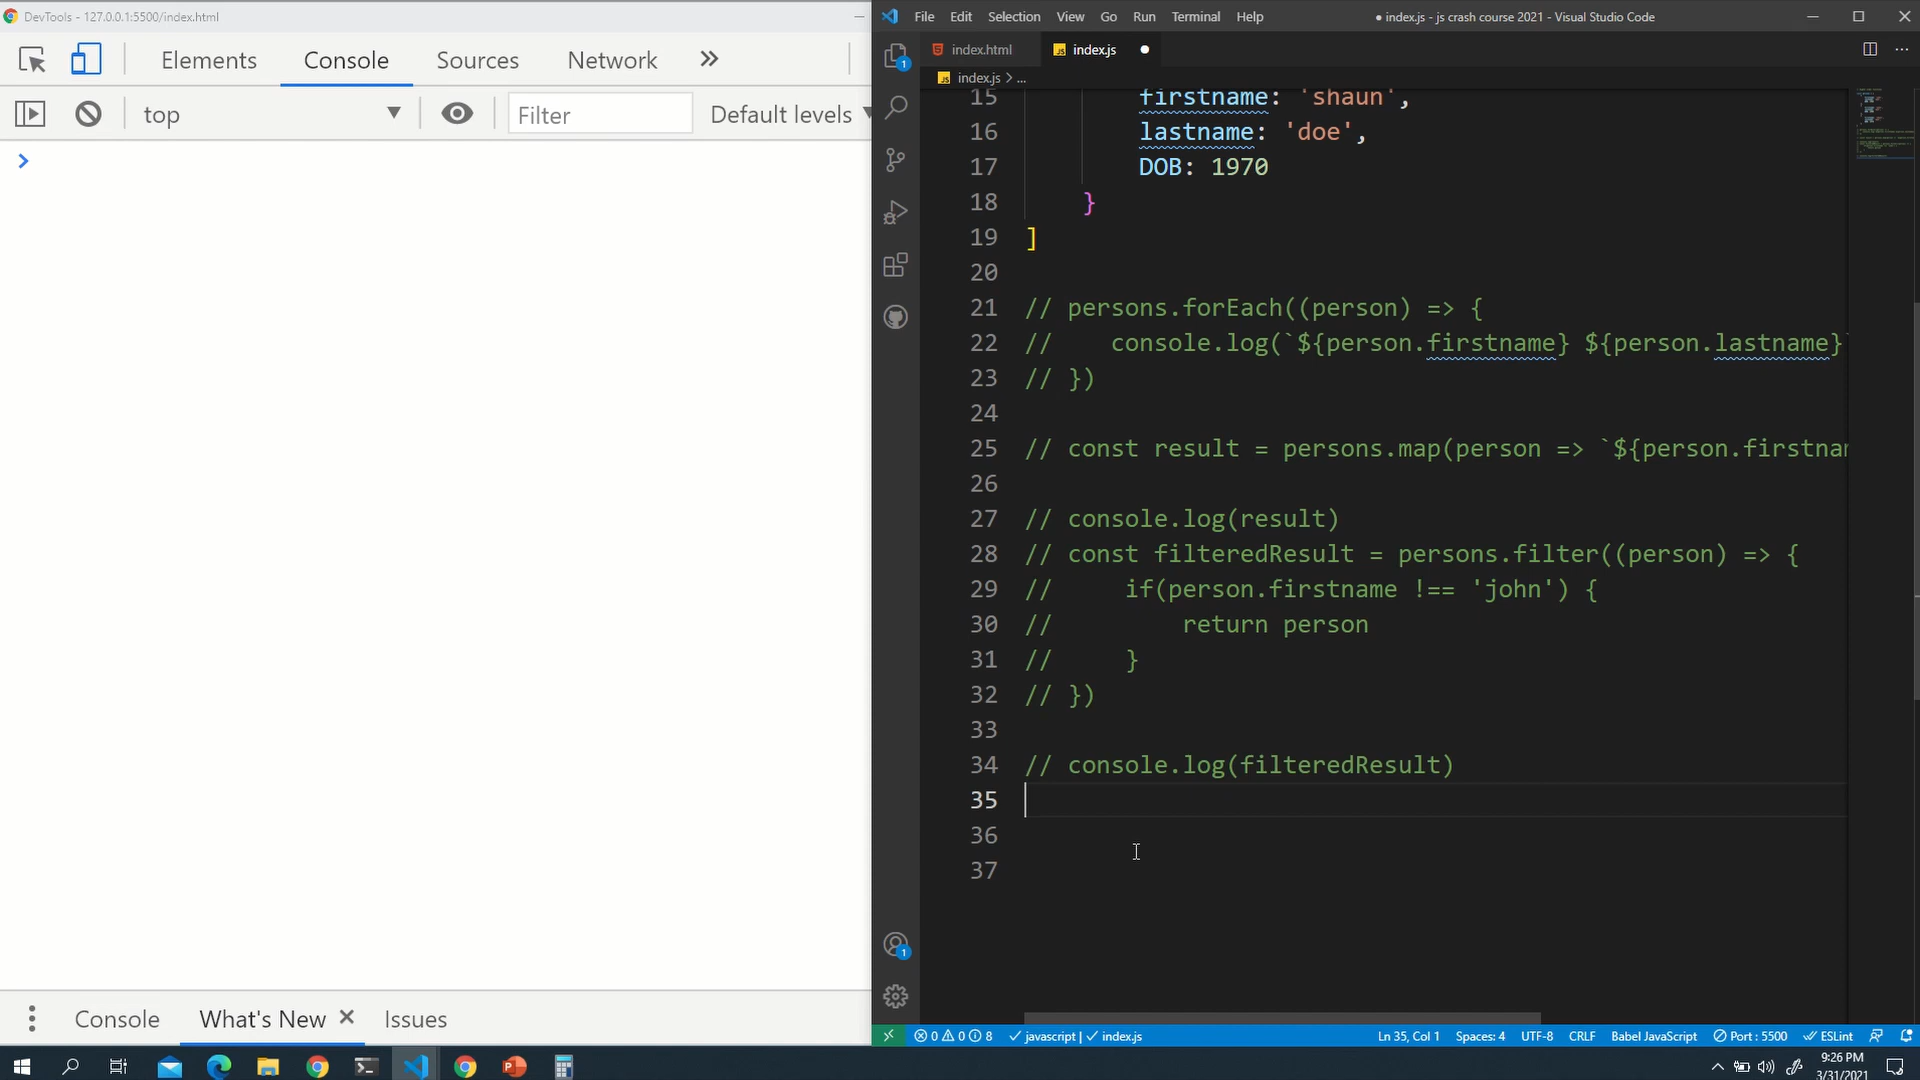 DevTools - 127.0.0.1:5500/index.html
Elements Console Sources Network
top Filter Default levels
Console What's New Issues
File Edit Selection View Go Run Terminal Help ● index.js - js crash course 2021 - Visual Studio Code
index.html JS index.js
JS index.js > ...
15 firstname: 'shaun',
16 lastname: 'doe',
17 DOB: 1970
18 }
19 ]
20
21 // persons.forEach((person) => {
22 // console.log(`${person.firstname} ${person.lastname}`
23 // })
24
25 // const result = persons.map(person => `${person.firstnam
26
27 // console.log(result)
28 // const filteredResult = persons.filter((person) => {
29 // if(person.firstname !== 'john') {
30 // return person
31 // }
32 // })
33
34 // console.log(filteredResult)
35
36
37
1
1
0 0 8 javascript | index.js Ln 35, Col 1 Spaces: 4 UTF-8 CRLF Babel JavaScript Port : 5500 ESLint
9:26 PM
3/31/2021